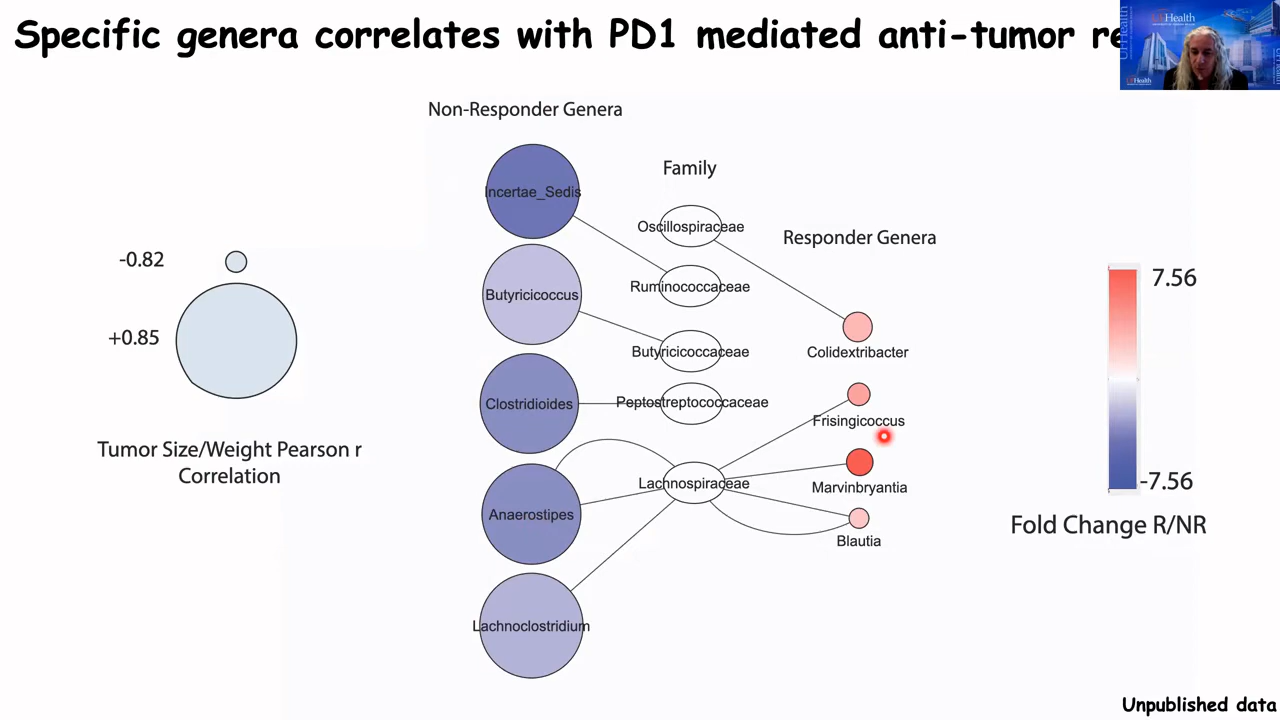 Specific genera correlates with PD1 mediated anti-tumor re
UFHealth
Non-Responder Genera
Family
Responder Genera
Incertae_Sedis
Butyricicoccus
Clostridioides
Anaerostipes
Lachnoclostridium
Oscillospiraceae
Ruminococcaceae
Butyricicoccaceae
Peptostreptococcaceae
Lachnospiraceae
Colidextribacter
Frisingicoccus
Marvinbryantia
Blautia
-0.82
+0.85
Tumor Size/Weight Pearson r
Correlation
7.56
-7.56
Fold Change R/NR
Unpublished data